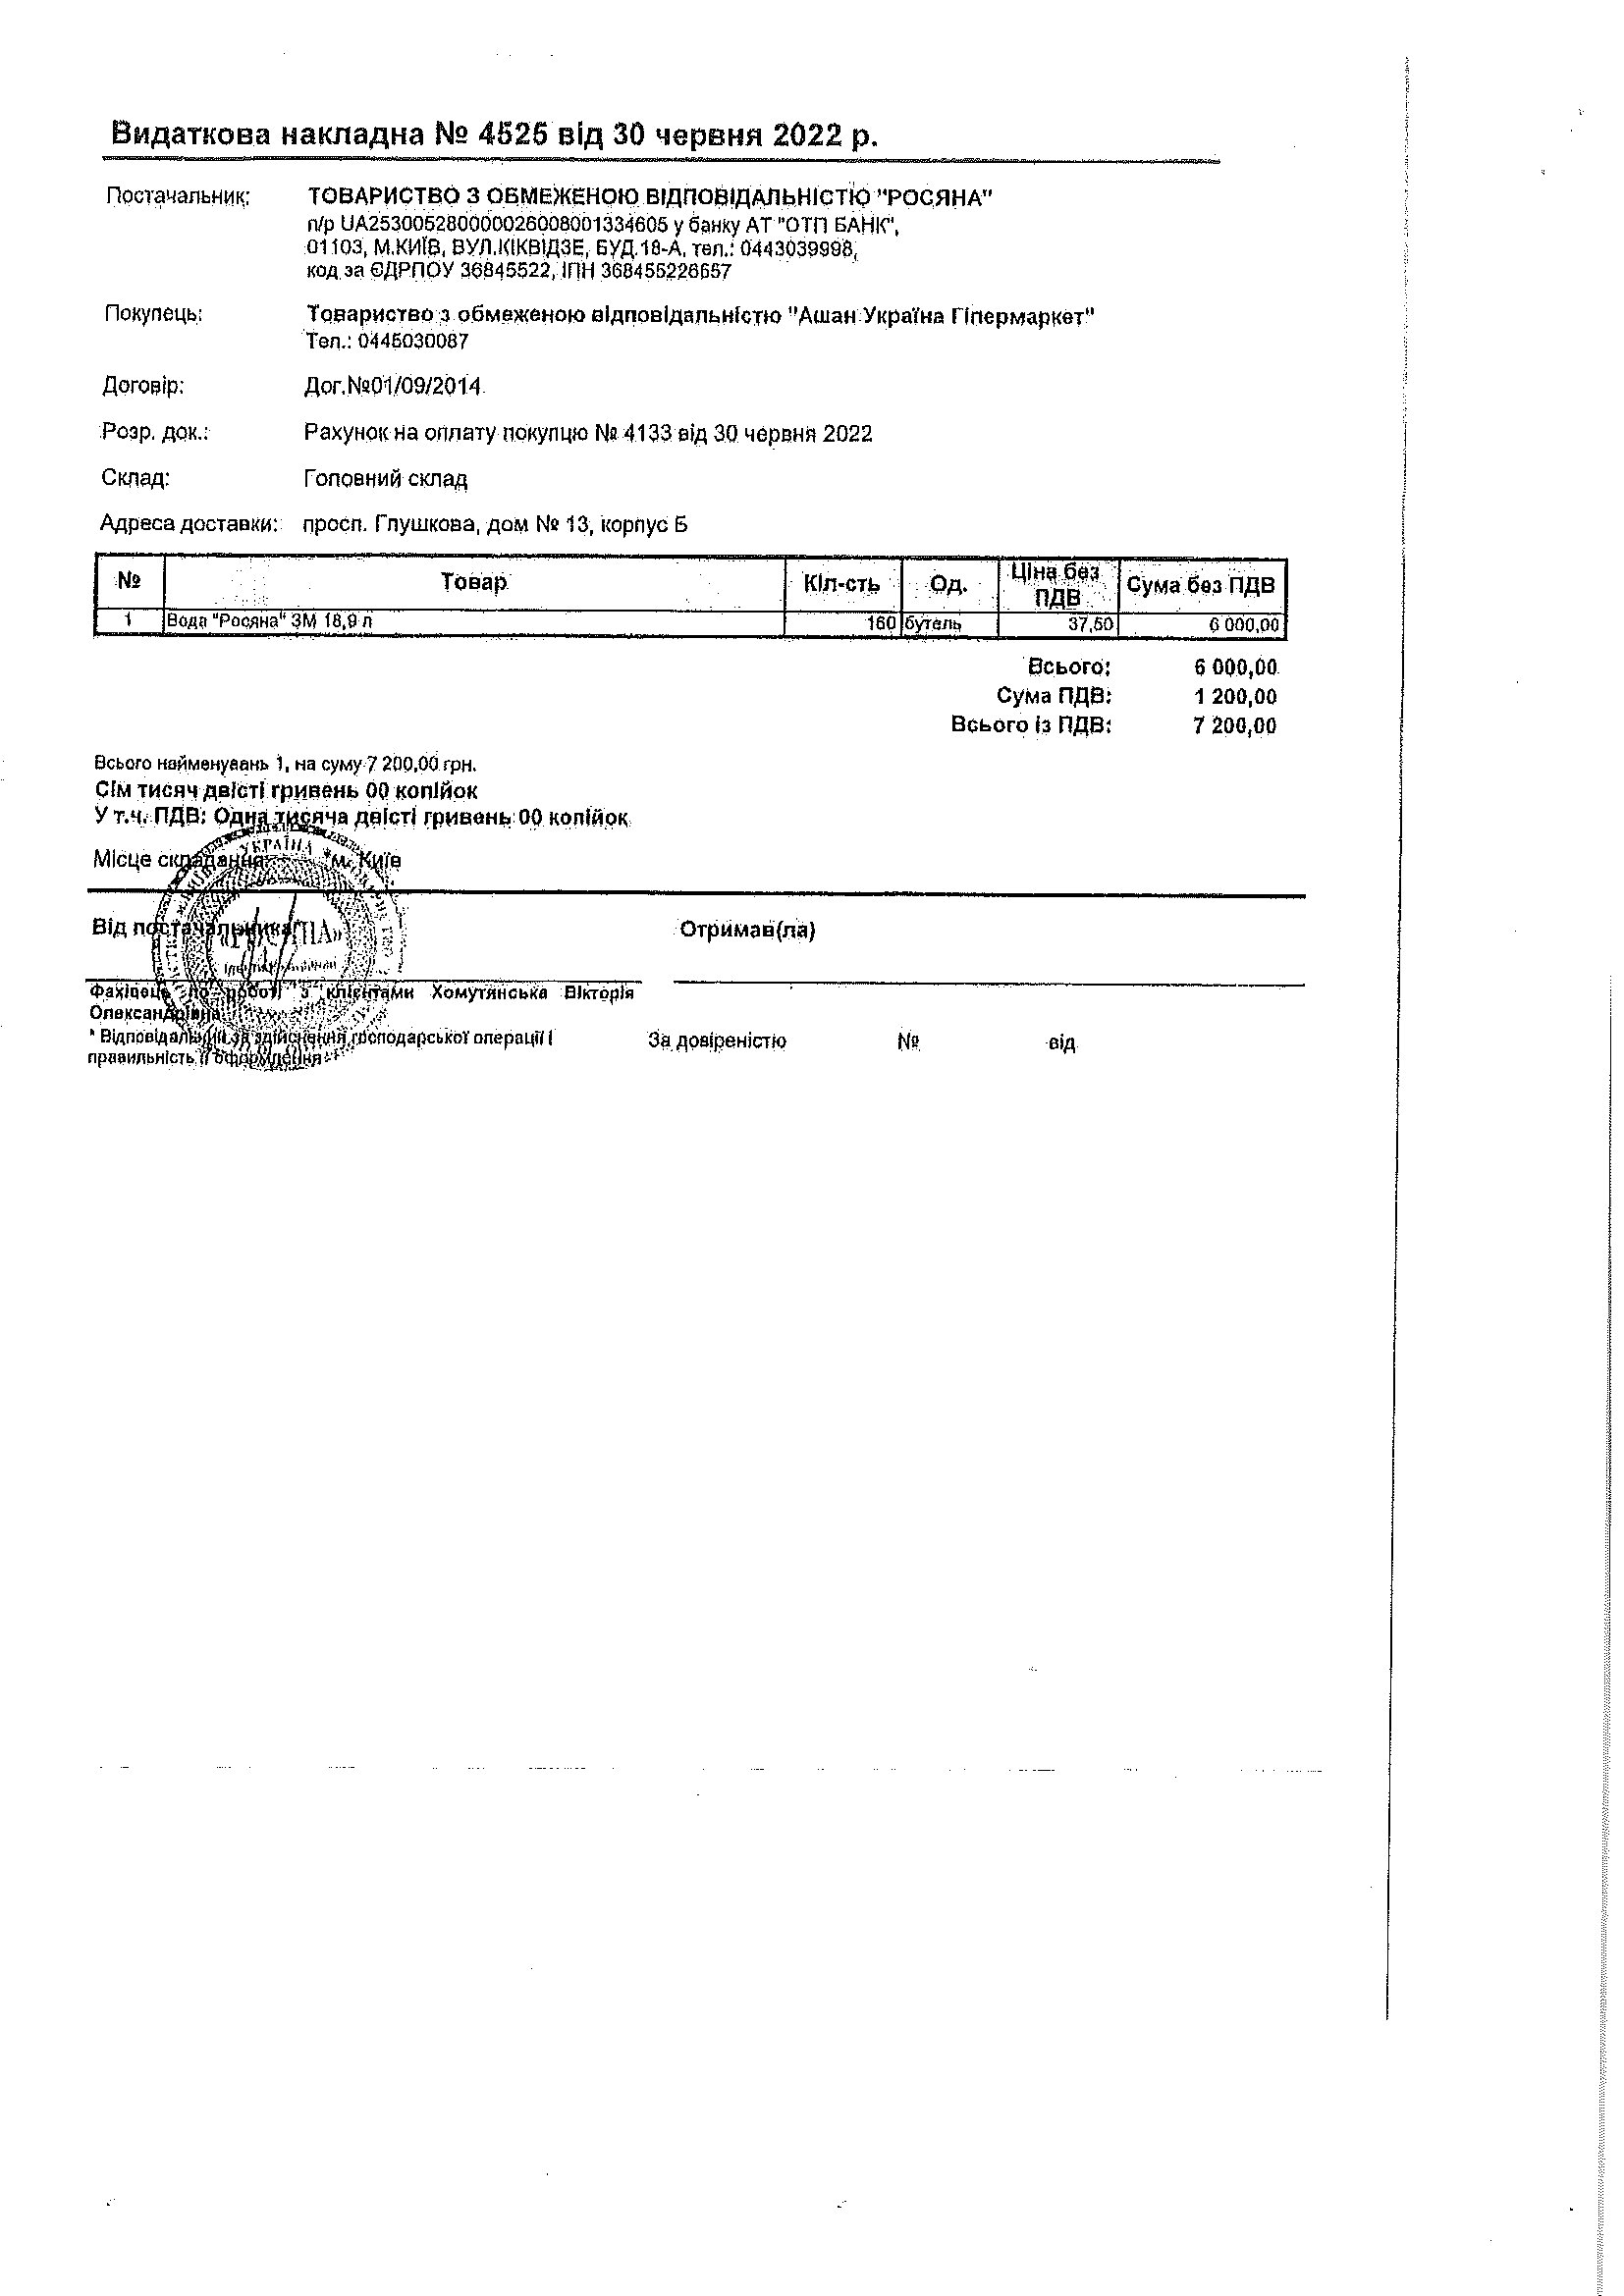 Видаткова накладна № 4525 від 30 червня 2022 р.
Постачальник: ТОВАРИСТВО З ОБМЕЖЕНОЮ ВІДПОВІДАЛЬНІСТЮ "РОСЯНА"
п/р UA253005280000026008001334605 у банку АТ "ОТП БАНК",
01103, М.КИЇВ, ВУЛ.КІКВІДЗЕ, БУД.18-А, тел.: 0443039998,
код за ЄДРПОУ 36845522, ІПН 368455226557
Покупець: Товариство з обмеженою відповідальністю "Ашан Україна Гіпермаркет"
Тел.: 0445030087
Договір: Дог.№01/09/2014
Розр. док.: Рахунок на оплату покупцю № 4133 від 30 червня 2022
Склад: Головний склад
Адреса доставки: просп. Глушкова, дом № 13, корпус Б
№ Товар Кіл-сть Од. Ціна без ПДВ Сума без ПДВ
1 Вода "Росяна" ЗМ 18,9 л 160 бутель 37,50 6 000,00
Всього: 6 000,00
Сума ПДВ: 1 200,00
Всього із ПДВ: 7 200,00
Всього найменувань 1, на суму 7 200,00 грн.
Сім тисяч двісті гривень 00 копійок
У т.ч. ПДВ: Одна тисяча двісті гривень 00 копійок
Місце складання: м. Київ
УКРАЇНА
Від постачальника* Отримав(ла)
Фахівець по роботі з клієнтами Хомутянська Вікторія
Олександрівна
* Відповідальний за здійснення господарської операції і За довіреністю № від
правильність її оформлення